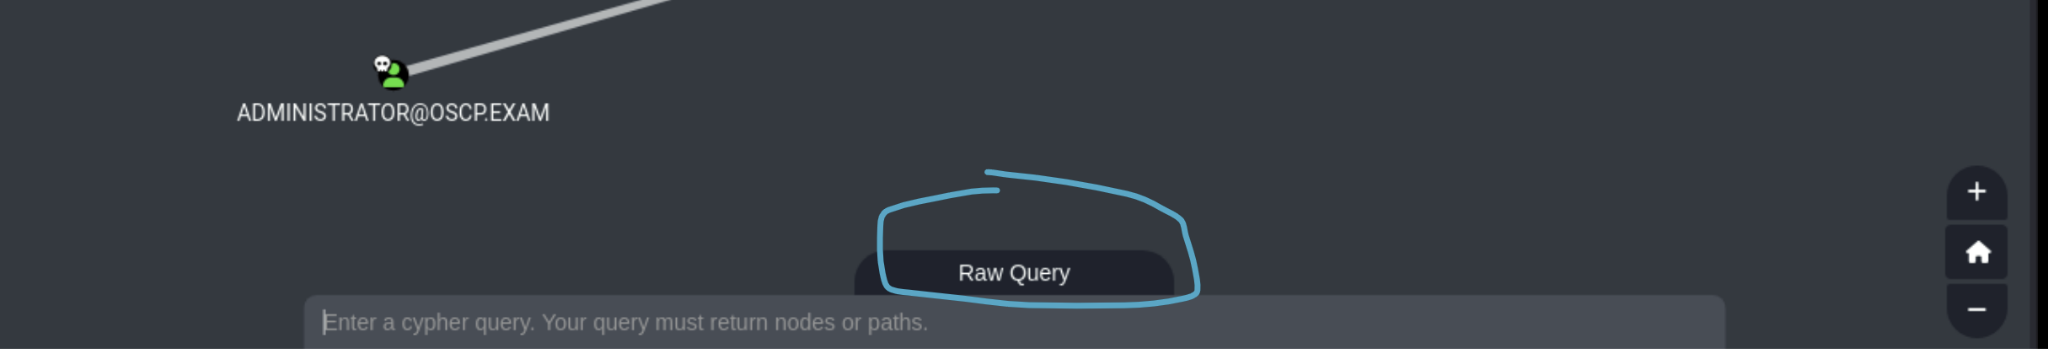 ADMINISTRATOR@OSCP.EXAM
Raw Query
Enter a cypher query. Your query must return nodes or paths.